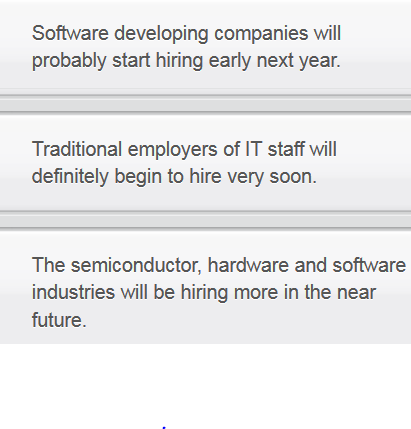 Software developing companies will
probably start hiring early next year.
Traditional employers of IT staff will
definitely begin to hire very soon.
The semiconductor, hardware and software
industries will be hiring more in the near
future.